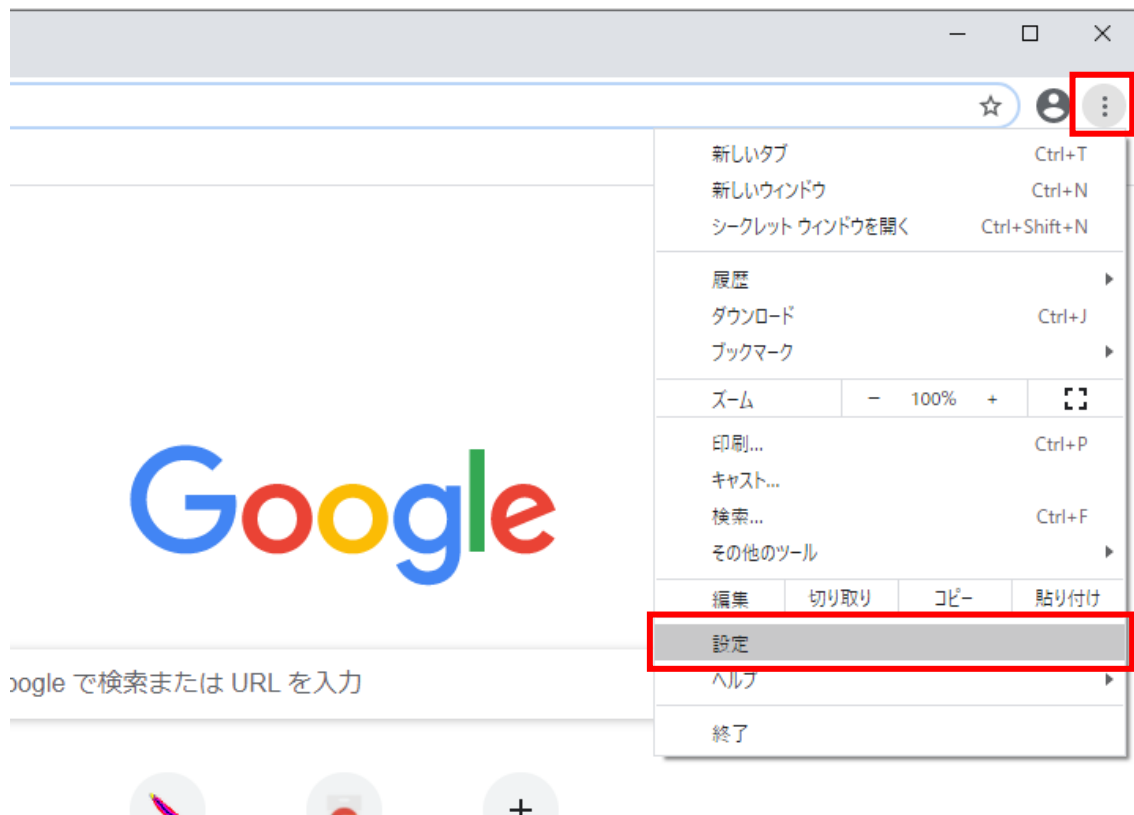 新しいタブ Ctrl+T
新しいウィンドウ Ctrl+N
シークレット ウィンドウを開く Ctrl+Shift+N
履歴
ダウンロード Ctrl+J
ブックマーク
ズーム − 100% +
印刷... Ctrl+P
キャスト...
検索... Ctrl+F
その他のツール
編集 切り取り コピー 貼り付け
設定
ヘルプ
終了
Google
oogle で検索または URL を入力